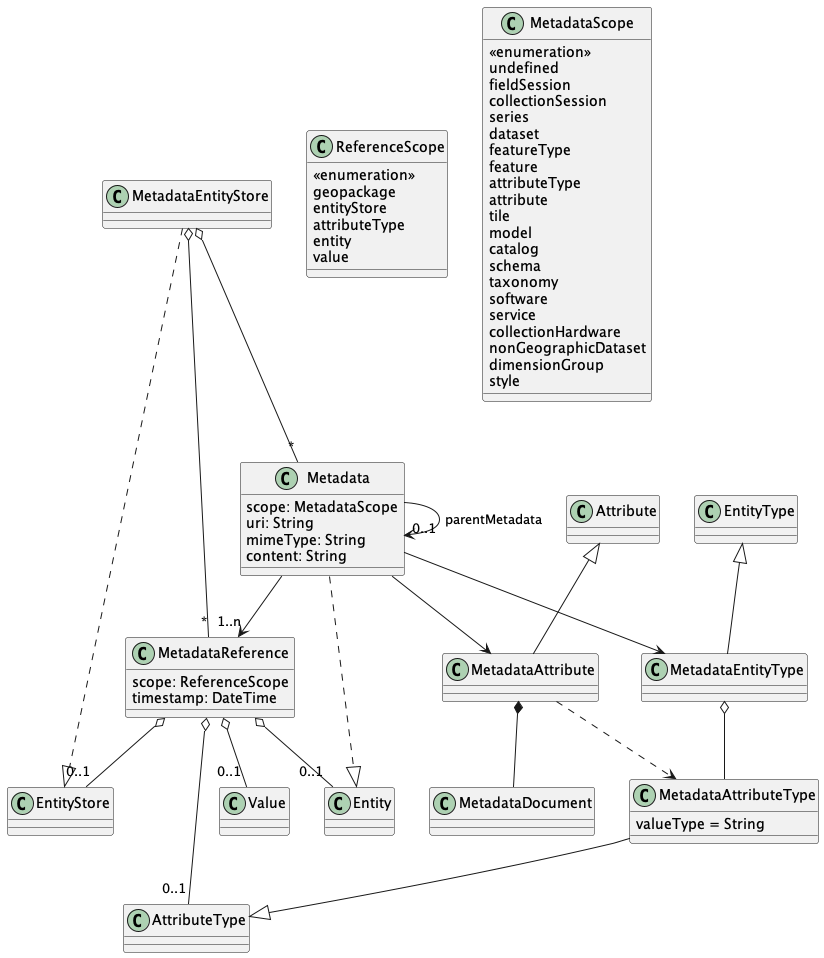 C MetadataScope
«enumeration»
undefined
fieldSession
collectionSession
series
dataset
featureType
feature
attributeType
attribute
tile
model
catalog
schema
taxonomy
software
service
collectionHardware
nonGeographicDataset
dimensionGroup
style
C ReferenceScope
«enumeration»
geopackage
entityStore
attributeType
entity
value
C MetadataEntityStore
*
C Metadata
scope: MetadataScope
uri: String
mimeType: String
content: String
0..1
parentMetadata
C Attribute
C EntityType
*
1..n
C MetadataReference
scope: ReferenceScope
timestamp: DateTime
C MetadataAttribute
C MetadataEntityType
0..1
0..1
0..1
C EntityStore
C Value
C Entity
C MetadataDocument
C MetadataAttributeType
valueType = String
0..1
C AttributeType